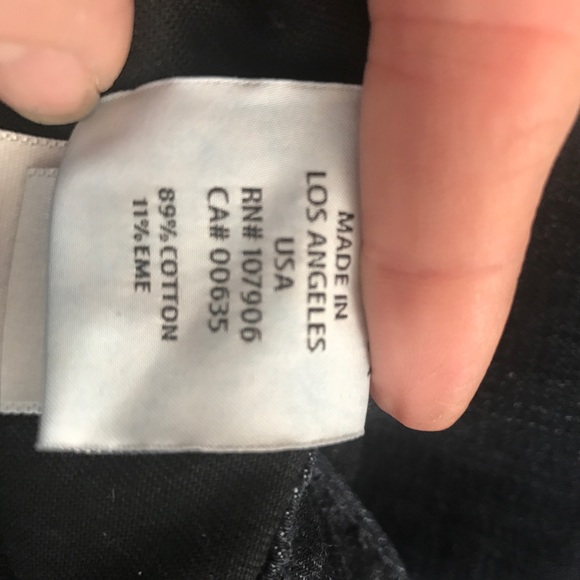 MADE IN
LOS ANGELES
USA
RN# 107906
CA# 00635
89% COTTON
11% EME